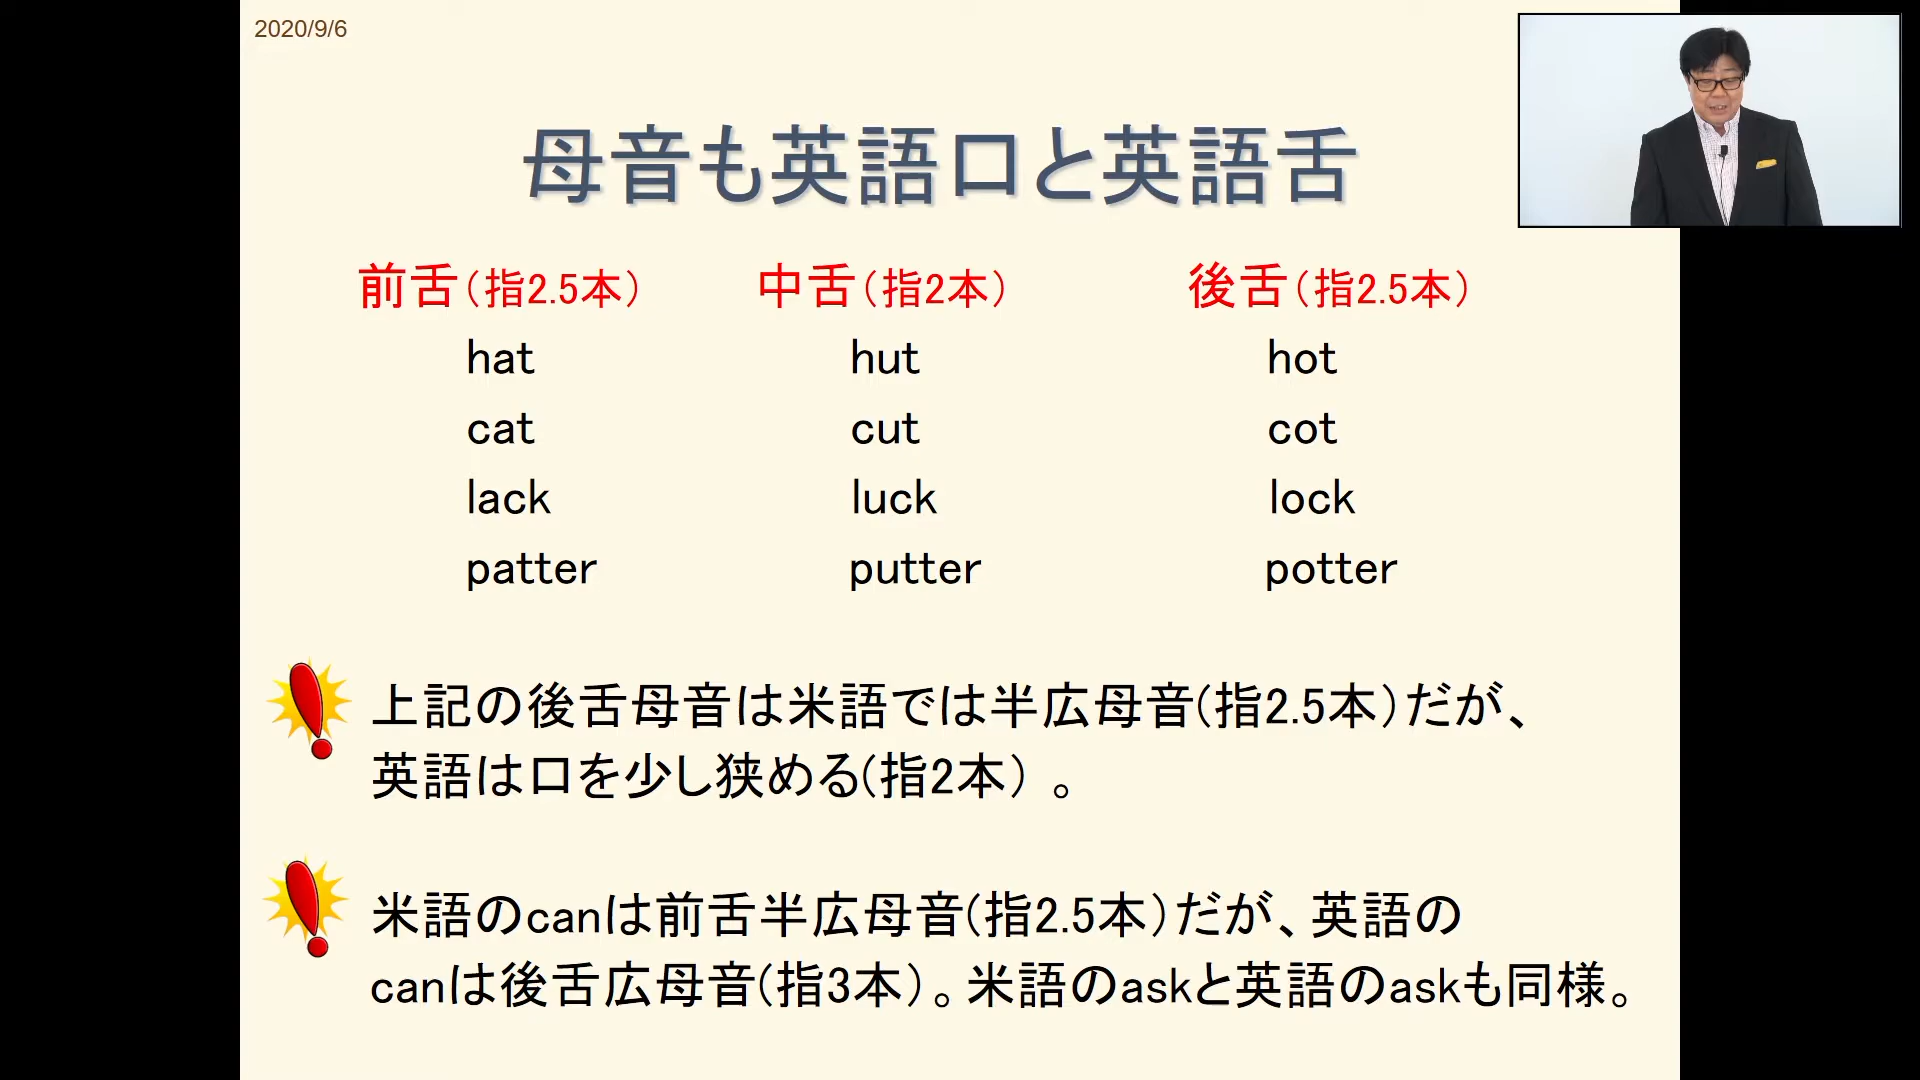 2020/9/6
母音も英語口と英語舌
前舌（指2.5本） 中舌（指2本） 後舌（指2.5本）
hat hut hot
cat cut cot
lack luck lock
patter putter potter
上記の後舌母音は米語では半広母音(指2.5本）だが、
英語は口を少し狭める(指2本）。
米語のcanは前舌半広母音(指2.5本）だが、英語の
canは後舌広母音(指3本）。米語のaskと英語のaskも同様。